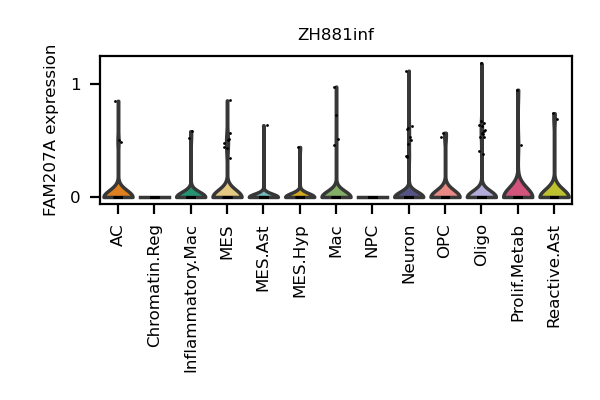 ZH881inf
FAM207A expression
1
0
AC
Chromatin.Reg
Inflammatory.Mac
MES
MES.Ast
MES.Hyp
Mac
NPC
Neuron
OPC
Oligo
Prolif.Metab
Reactive.Ast